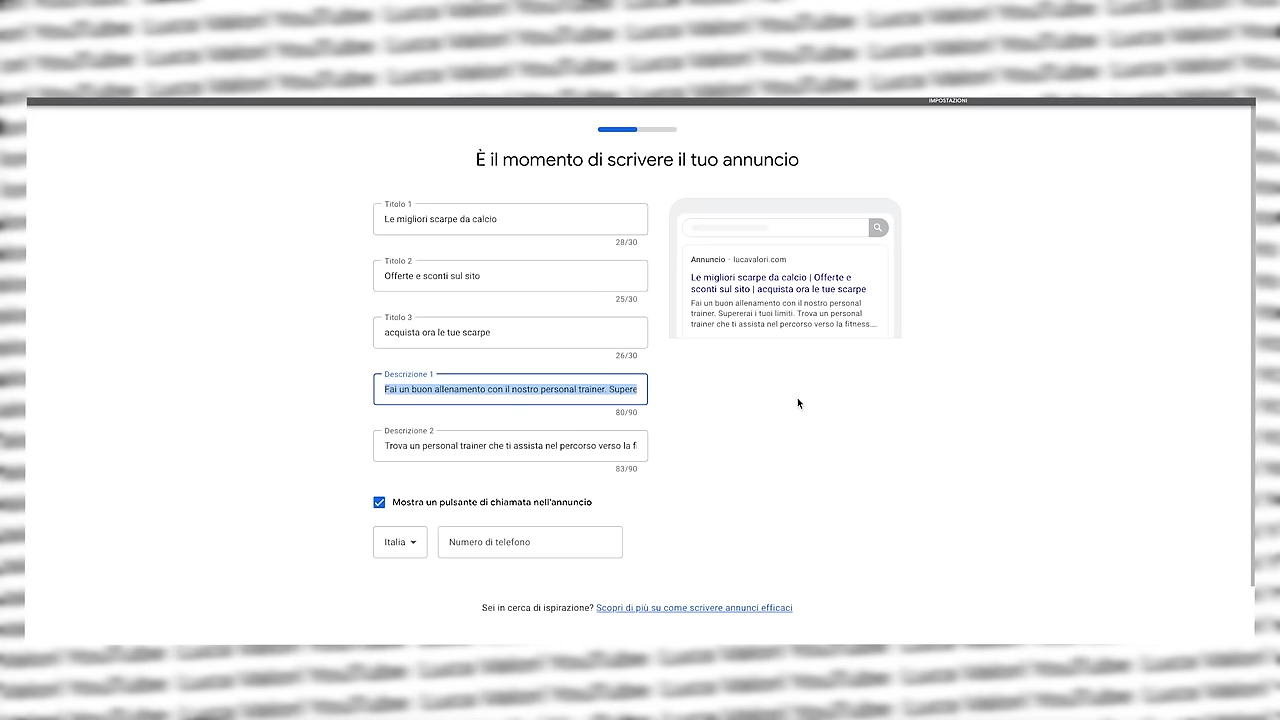 IMPOSTAZIONI
È il momento di scrivere il tuo annuncio
Titolo 1
Le migliori scarpe da calcio
28/30
Titolo 2
Offerte e sconti sul sito
25/30
Titolo 3
acquista ora le tue scarpe
26/30
Descrizione 1
Fai un buon allenamento con il nostro personal trainer. Supere
80/90
Descrizione 2
Trova un personal trainer che ti assista nel percorso verso la fi
83/90
Mostra un pulsante di chiamata nell'annuncio
Italia
Numero di telefono
Sei in cerca di ispirazione? Scopri di più su come scrivere annunci efficaci
Annuncio · lucavalori.com
Le migliori scarpe da calcio | Offerte e
sconti sul sito | acquista ora le tue scarpe
Fai un buon allenamento con il nostro personal
trainer. Supererai i tuoi limiti. Trova un personal
trainer che ti assista nel percorso verso la fitness....